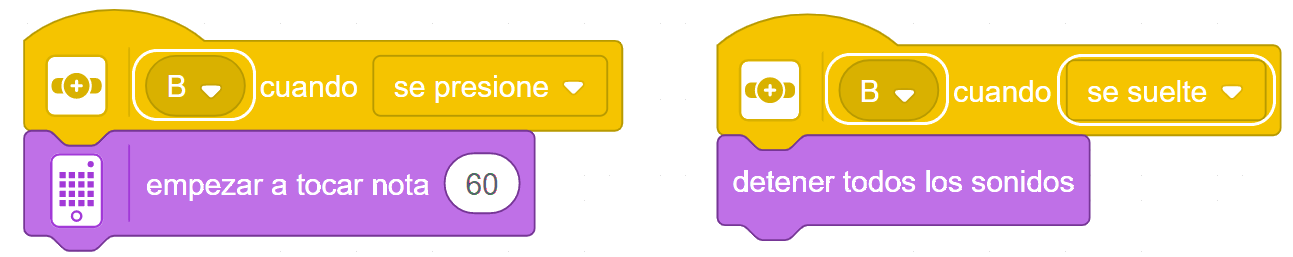 B cuando se presione
empezar a tocar nota 60
B cuando se suelte
detener todos los sonidos